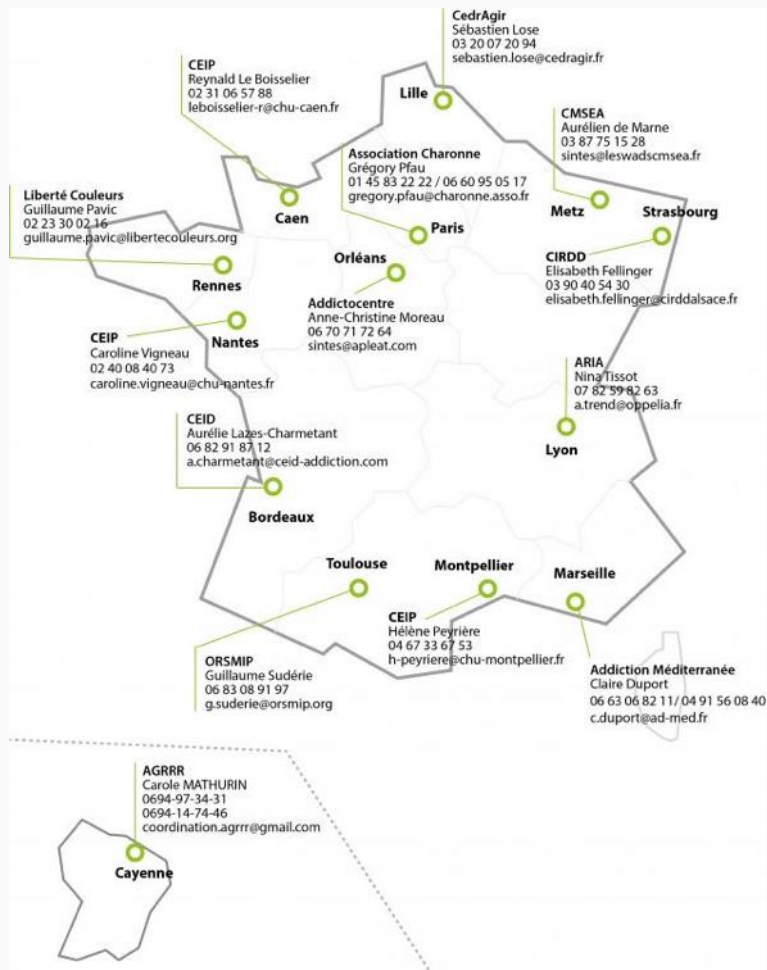 CedrAgir
Sébastien Lose
03 20 07 20 94
sebastien.lose@cedragir.fr
Lille
CEIP
Reynald Le Boisselier
02 31 06 57 88
leboisselier-r@chu-caen.fr
Caen
CMSEA
Aurélien de Marne
03 87 75 15 28
sintes@leswadscmsea.fr
Metz
Association Charonne
Grégory Pfau
01 45 83 22 22 / 06 60 95 05 17
gregory.pfau@charonne.asso.fr
Paris
Strasbourg
CIRDD
Elisabeth Fellinger
03 90 40 54 30
elisabeth.fellinger@cirddalsace.fr
Liberté Couleurs
Guillaume Pavic
02 23 30 02 16
guillaume.pavic@libertecouleurs.org
Rennes
Orléans
Addictocentre
Anne-Christine Moreau
06 70 71 72 64
sintes@apleat.com
Nantes
CEIP
Caroline Vigneau
02 40 08 40 73
caroline.vigneau@chu-nantes.fr
ARIA
Nina Tissot
07 82 59 82 63
a.trend@oppelia.fr
Lyon
CEID
Aurélie Lazes-Charmetant
06 82 91 87 12
a.charmetant@ceid-addiction.com
Bordeaux
Toulouse
ORSMIP
Guillaume Sudérie
06 83 08 91 97
g.suderie@orsmip.org
Montpellier
CEIP
Hélène Peyrière
04 67 33 67 53
h-peyriere@chu-montpellier.fr
Marseille
Addiction Méditerranée
Claire Duport
06 63 06 82 11/ 04 91 56 08 40
c.duport@ad-med.fr
AGRRR
Carole MATHURIN
0694-97-34-31
0694-14-74-46
coordination.agrrr@gmail.com
Cayenne